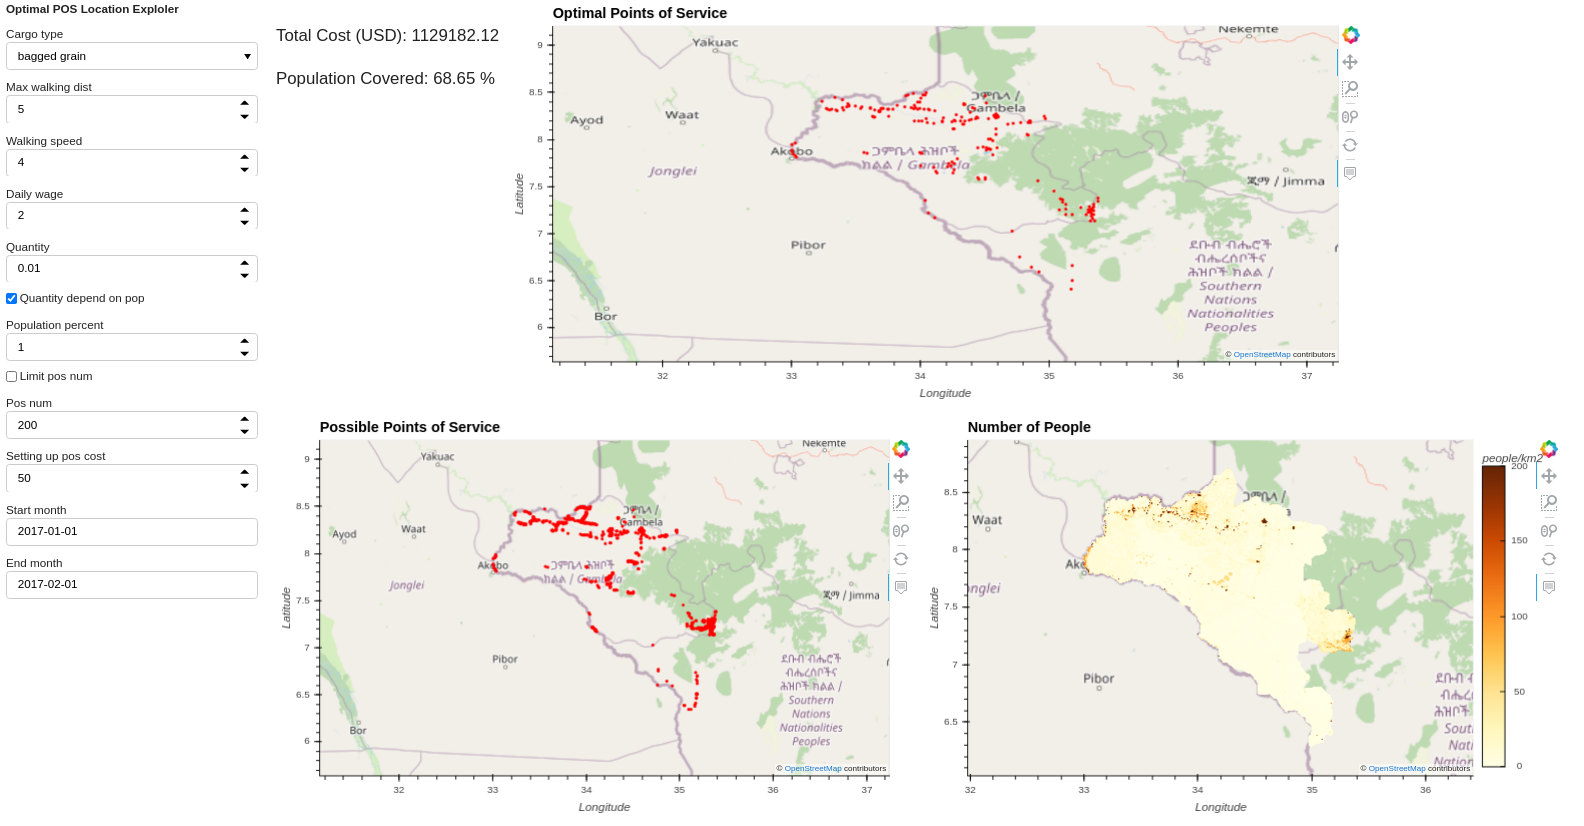 Optimal POS Location Exploler
Cargo type
bagged grain
Max walking dist
5
Walking speed
4
Daily wage
2
Quantity
0.01
Quantity depend on pop
Population percent
1
Limit pos num
Pos num
200
Setting up pos cost
50
Start month
2017-01-01
End month
2017-02-01
Total Cost (USD): 1129182.12
Population Covered: 68.65 %
Optimal Points of Service
Yakuac
Nekemte
Ayod
Waat
Akobo
Jonglei
ጋምቤላ /
Gambela
ጋምቤላ ሕዝቦች
ክልል / Gambela
ጂማ / Jimma
Pibor
Bor
ደቡብ ብሔሮች
ብሔረሰቦችና
ሕዝቦች ክልል /
Southern
Nations
Nationalities
Peoples
© OpenStreetMap contributors
9
8.5
8
7.5
7
6.5
6
Latitude
32
33
34
35
36
37
Longitude
Possible Points of Service
Yakuac
Nekemte
Ayod
Waat
Akobo
Jonglei
ጋምቤላ /
Gambela
ጋምቤላ ሕዝቦች
ክልል / Gambela
ጂማ / Jimma
Pibor
Bor
ደቡብ ብሔሮች
ብሔረሰቦችና
ሕዝቦች ክልል /
Southern
Nations
Nationalities
Peoples
© OpenStreetMap contributors
9
8.5
8
7.5
7
6.5
6
Latitude
32
33
34
35
36
37
Longitude
Number of People
Waat
Ako
onglei
Pibor
Sout
Nati
Nation
© OpenStreetMap contributors
8.5
8
7.5
7
6.5
Latitude
32
33
34
35
36
Longitude
people/km2
200
150
100
50
0